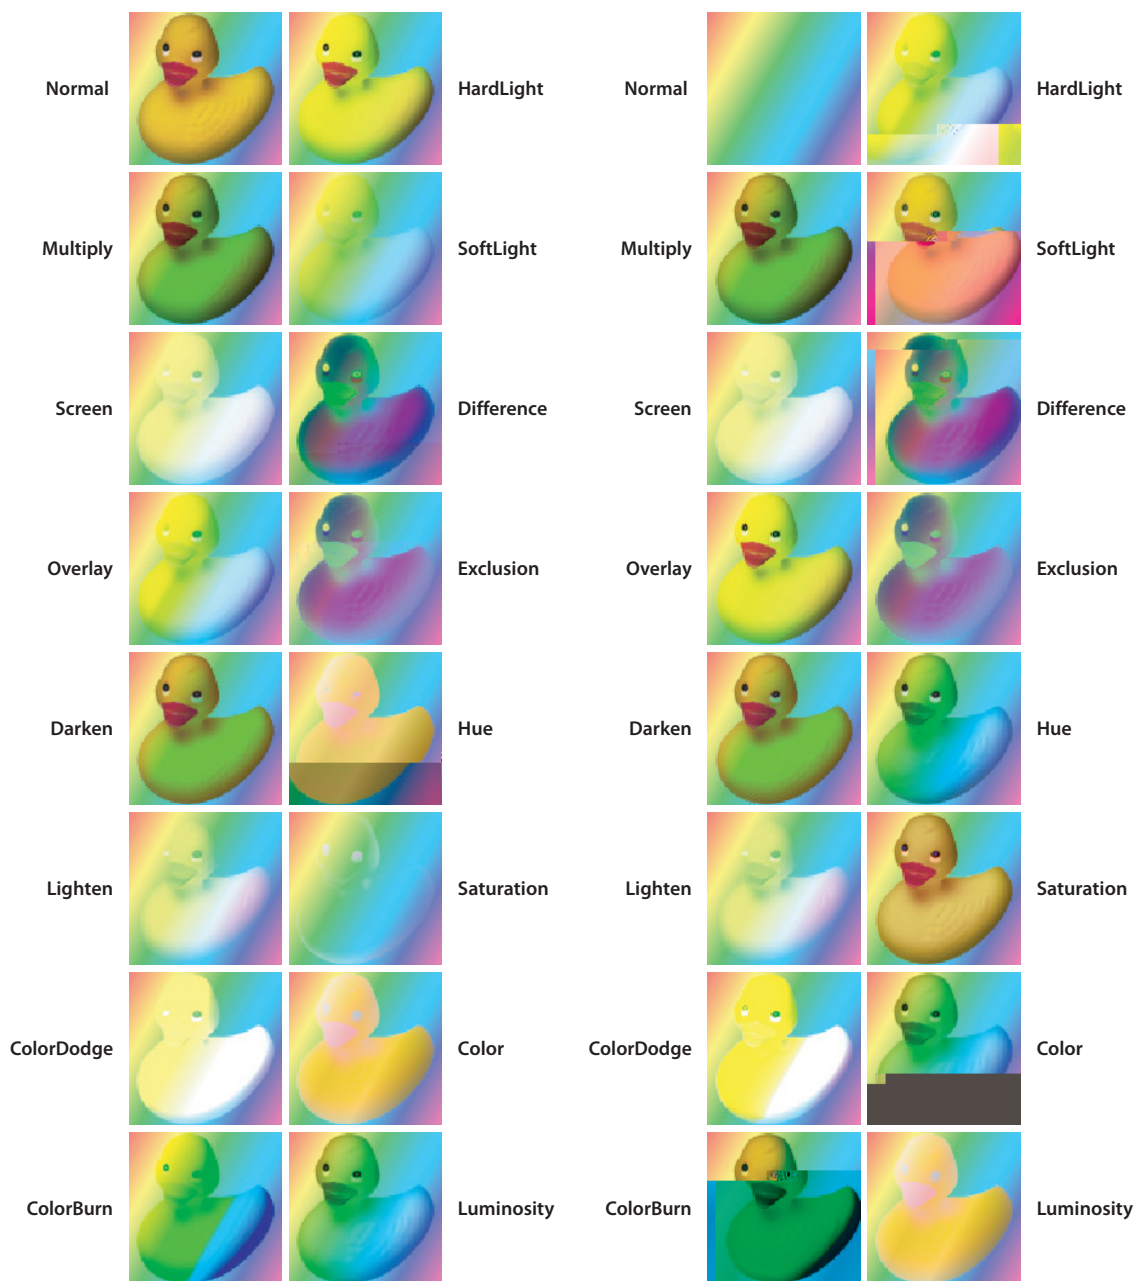 Normal HardLight Normal HardLight
Multiply SoftLight Multiply SoftLight
Screen Difference Screen Difference
Overlay Exclusion Overlay Exclusion
Darken Hue Darken Hue
Lighten Saturation Lighten Saturation
ColorDodge Color ColorDodge Color
ColorBurn Luminosity ColorBurn Luminosity